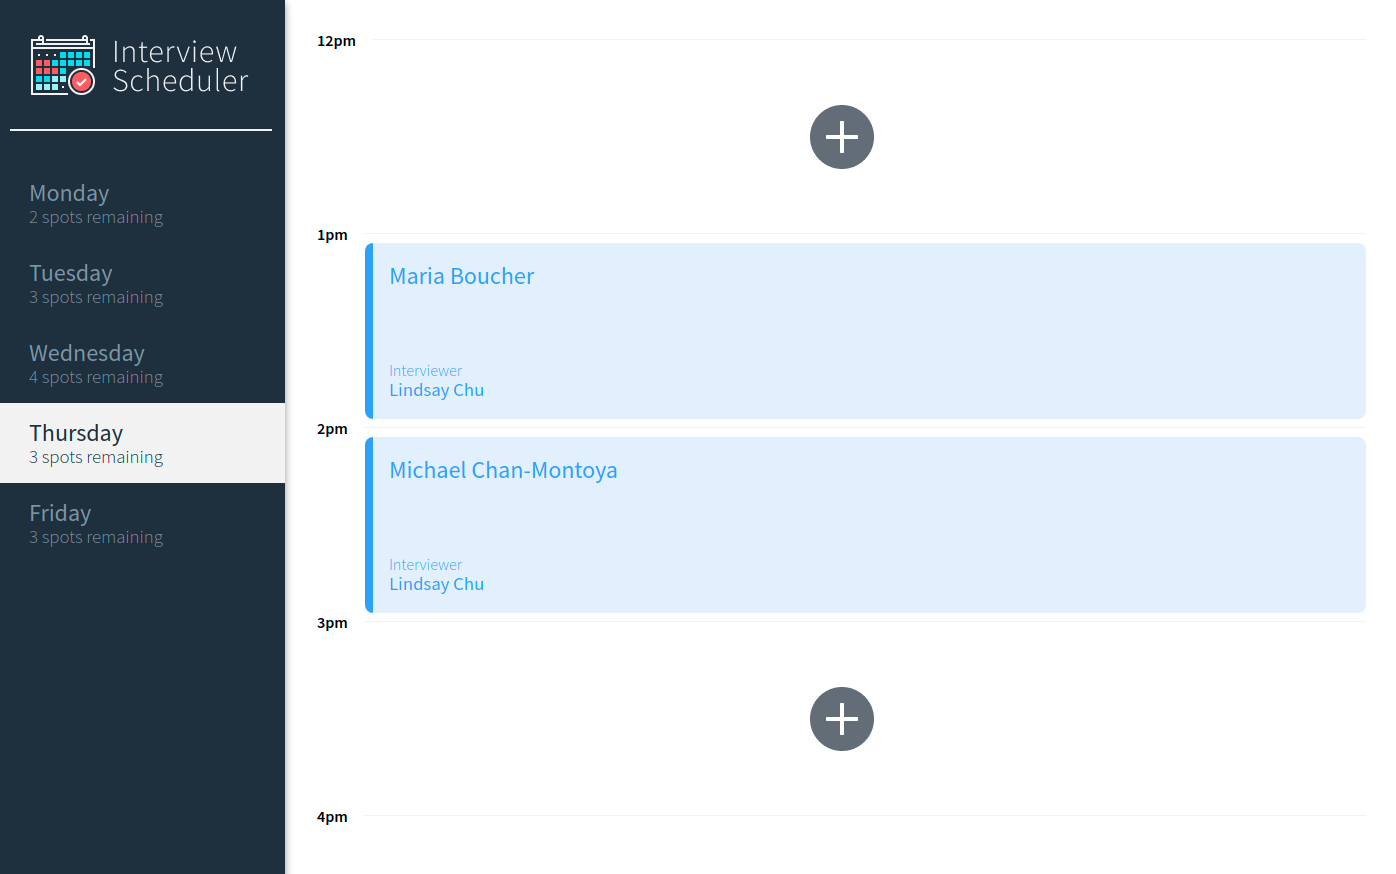 Interview
Scheduler
Monday
2 spots remaining
Tuesday
3 spots remaining
Wednesday
4 spots remaining
Thursday
3 spots remaining
Friday
3 spots remaining
12pm
1pm
Maria Boucher
Interviewer
Lindsay Chu
2pm
Michael Chan-Montoya
Interviewer
Lindsay Chu
3pm
4pm